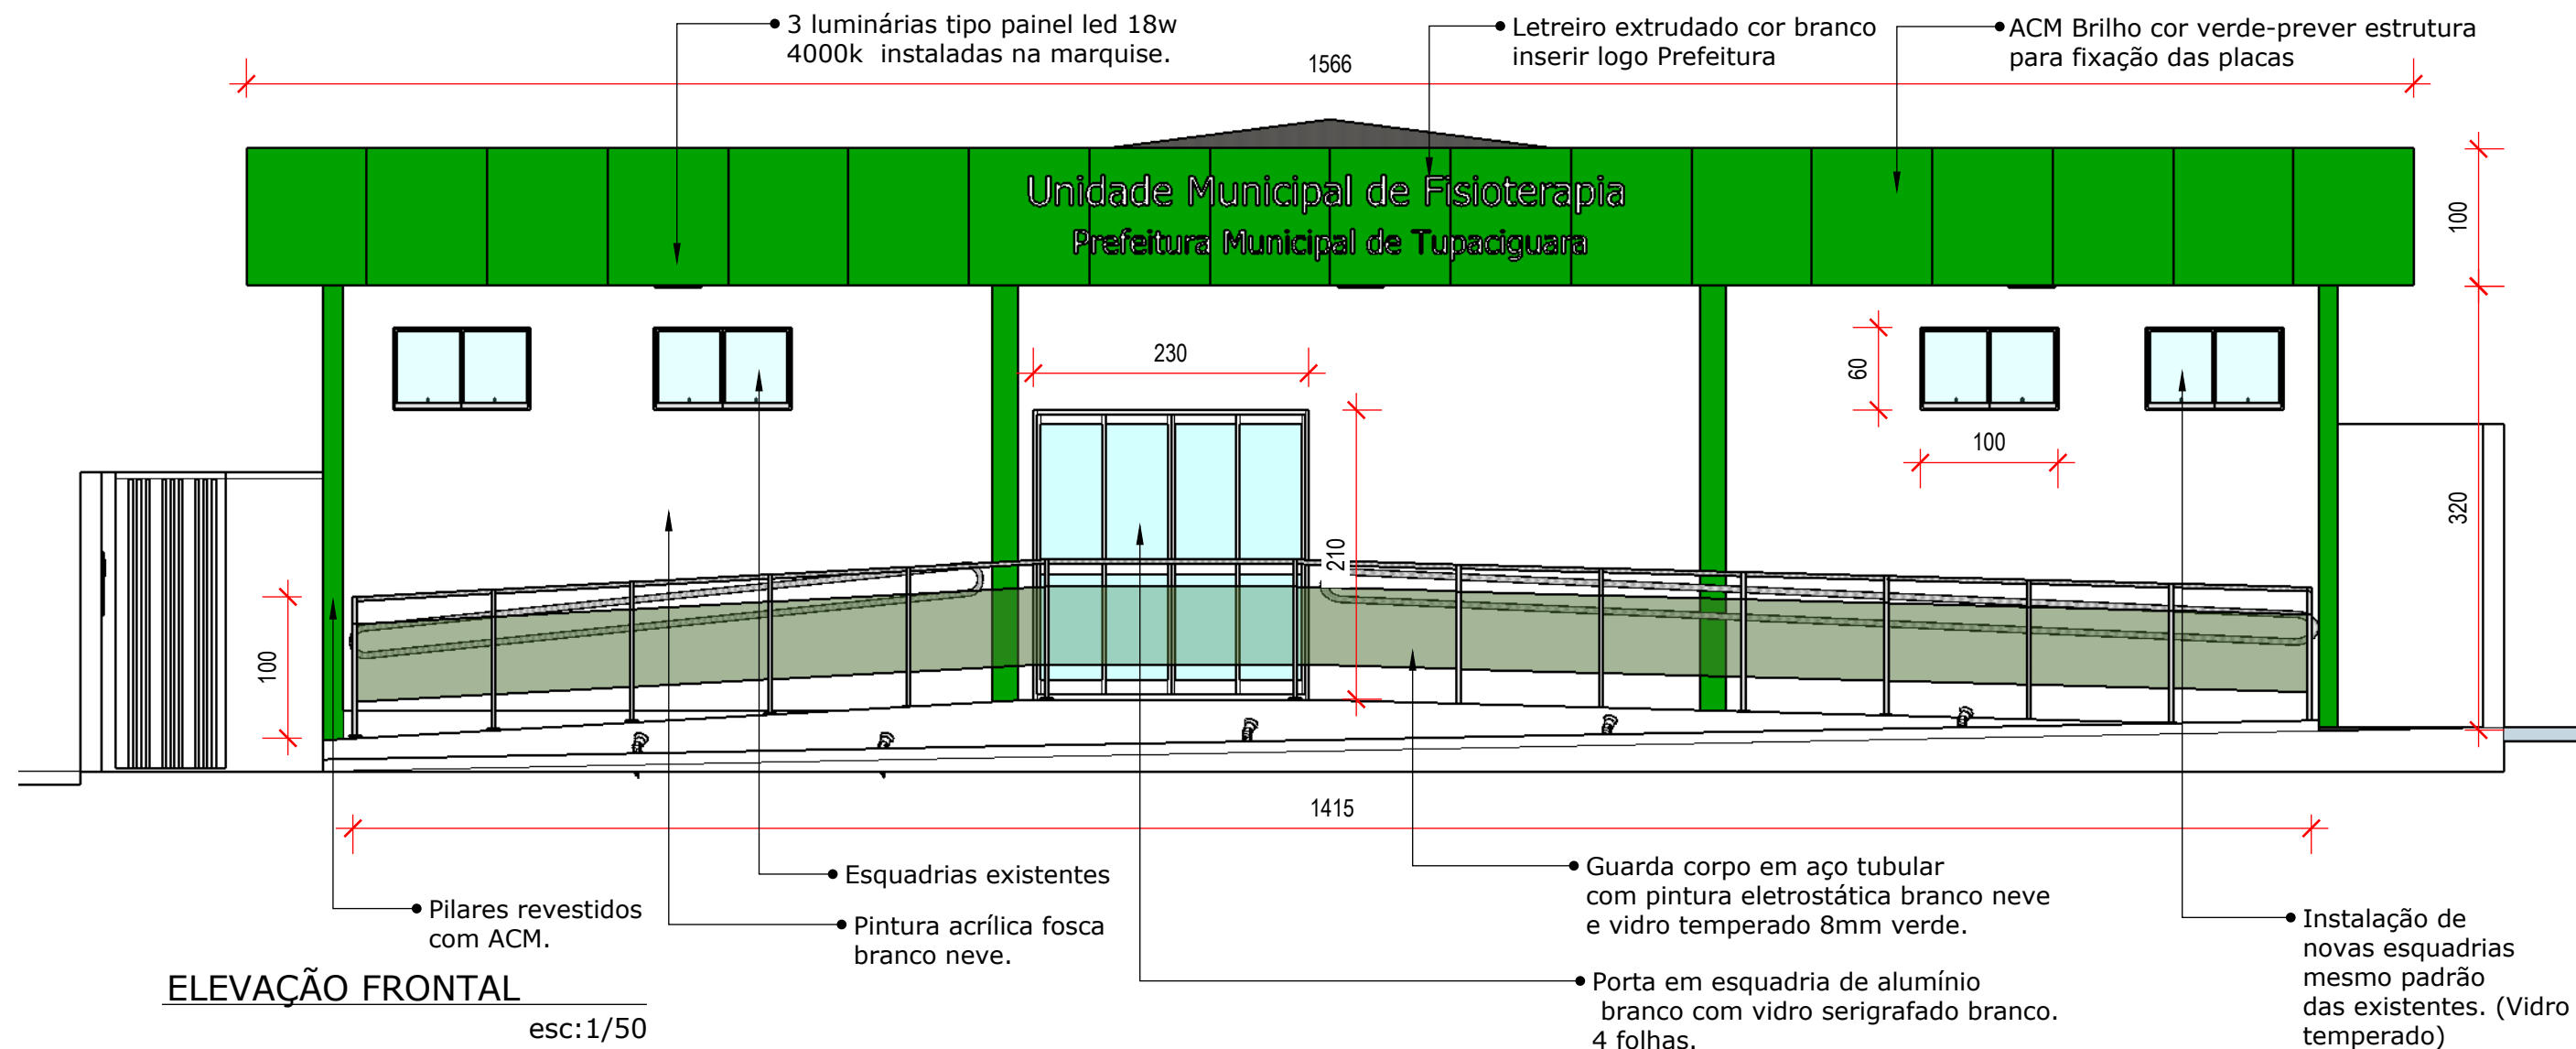 3 luminárias tipo painel led 18w
4000k instaladas na marquise.
Letreiro extrudado cor branco
inserir logo Prefeitura
ACM Brilho cor verde-prever estrutura
para fixação das placas
1566
Unidade Municipal de Fisioterapia
Prefeitura Municipal de Tupaciguara
100
230
60
100
320
210
100
1415
Esquadrias existentes
Pilares revestidos
com ACM.
Pintura acrílica fosca
branco neve.
Guarda corpo em aço tubular
com pintura eletrostática branco neve
e vidro temperado 8mm verde.
Porta em esquadria de alumínio
branco com vidro serigrafado branco.
4 folhas.
Instalação de
novas esquadrias
mesmo padrão
das existentes. (Vidro
temperado)
ELEVAÇÃO FRONTAL
esc:1/50